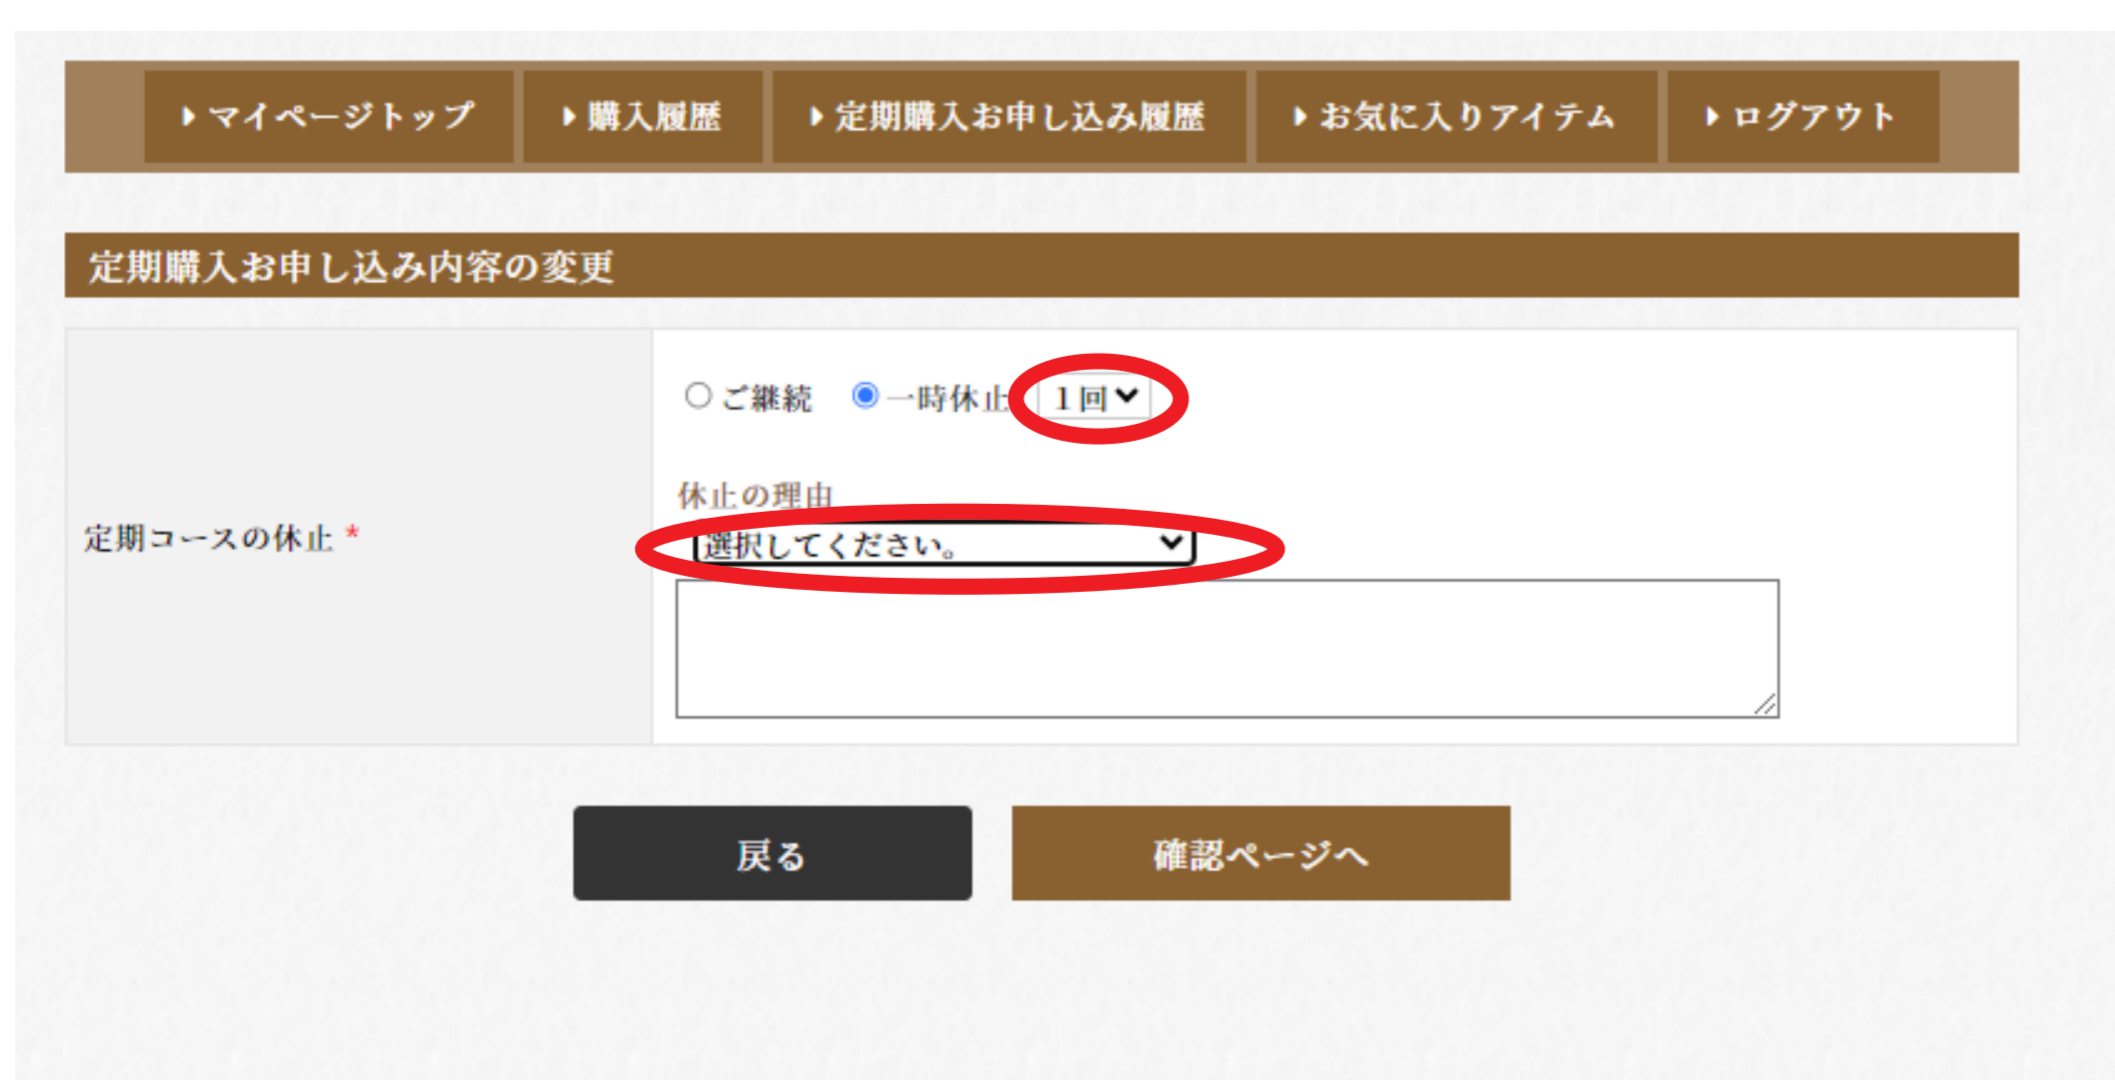 マイページトップ 購入履歴 定期購入お申し込み履歴 お気に入りアイテム ログアウト
定期購入お申し込み内容の変更
ご継続 一時休止 1回
休止の理由
定期コースの休止 *
選択してください。
戻る 確認ページへ